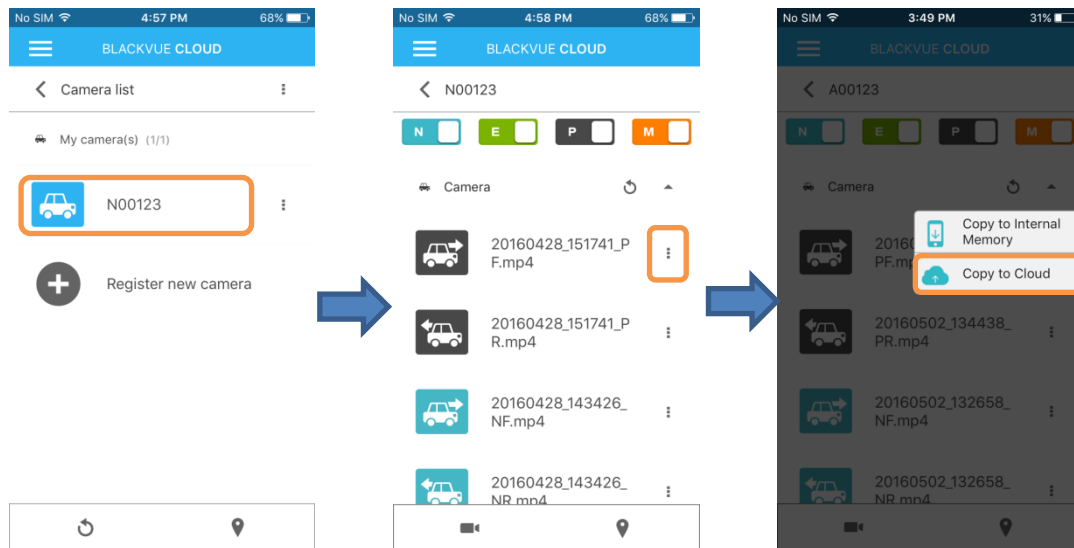 No SIM 4:57 PM 68%
BLACKVUE CLOUD
Camera list
My camera(s) (1/1)
N00123
Register new camera
No SIM 4:58 PM 68%
BLACKVUE CLOUD
N00123
N E P M
Camera
20160428_151741_P
F.mp4
20160428_151741_P
R.mp4
20160428_143426_
NF.mp4
20160428_143426_
NR.mp4
No SIM 3:49 PM 31%
BLACKVUE CLOUD
A00123
N E P M
Camera
Copy to Internal
Memory
2016
PF.mp
Copy to Cloud
20160502_134438_
PR.mp4
20160502_132658_
NF.mp4
20160502_132658_
NR.mp4